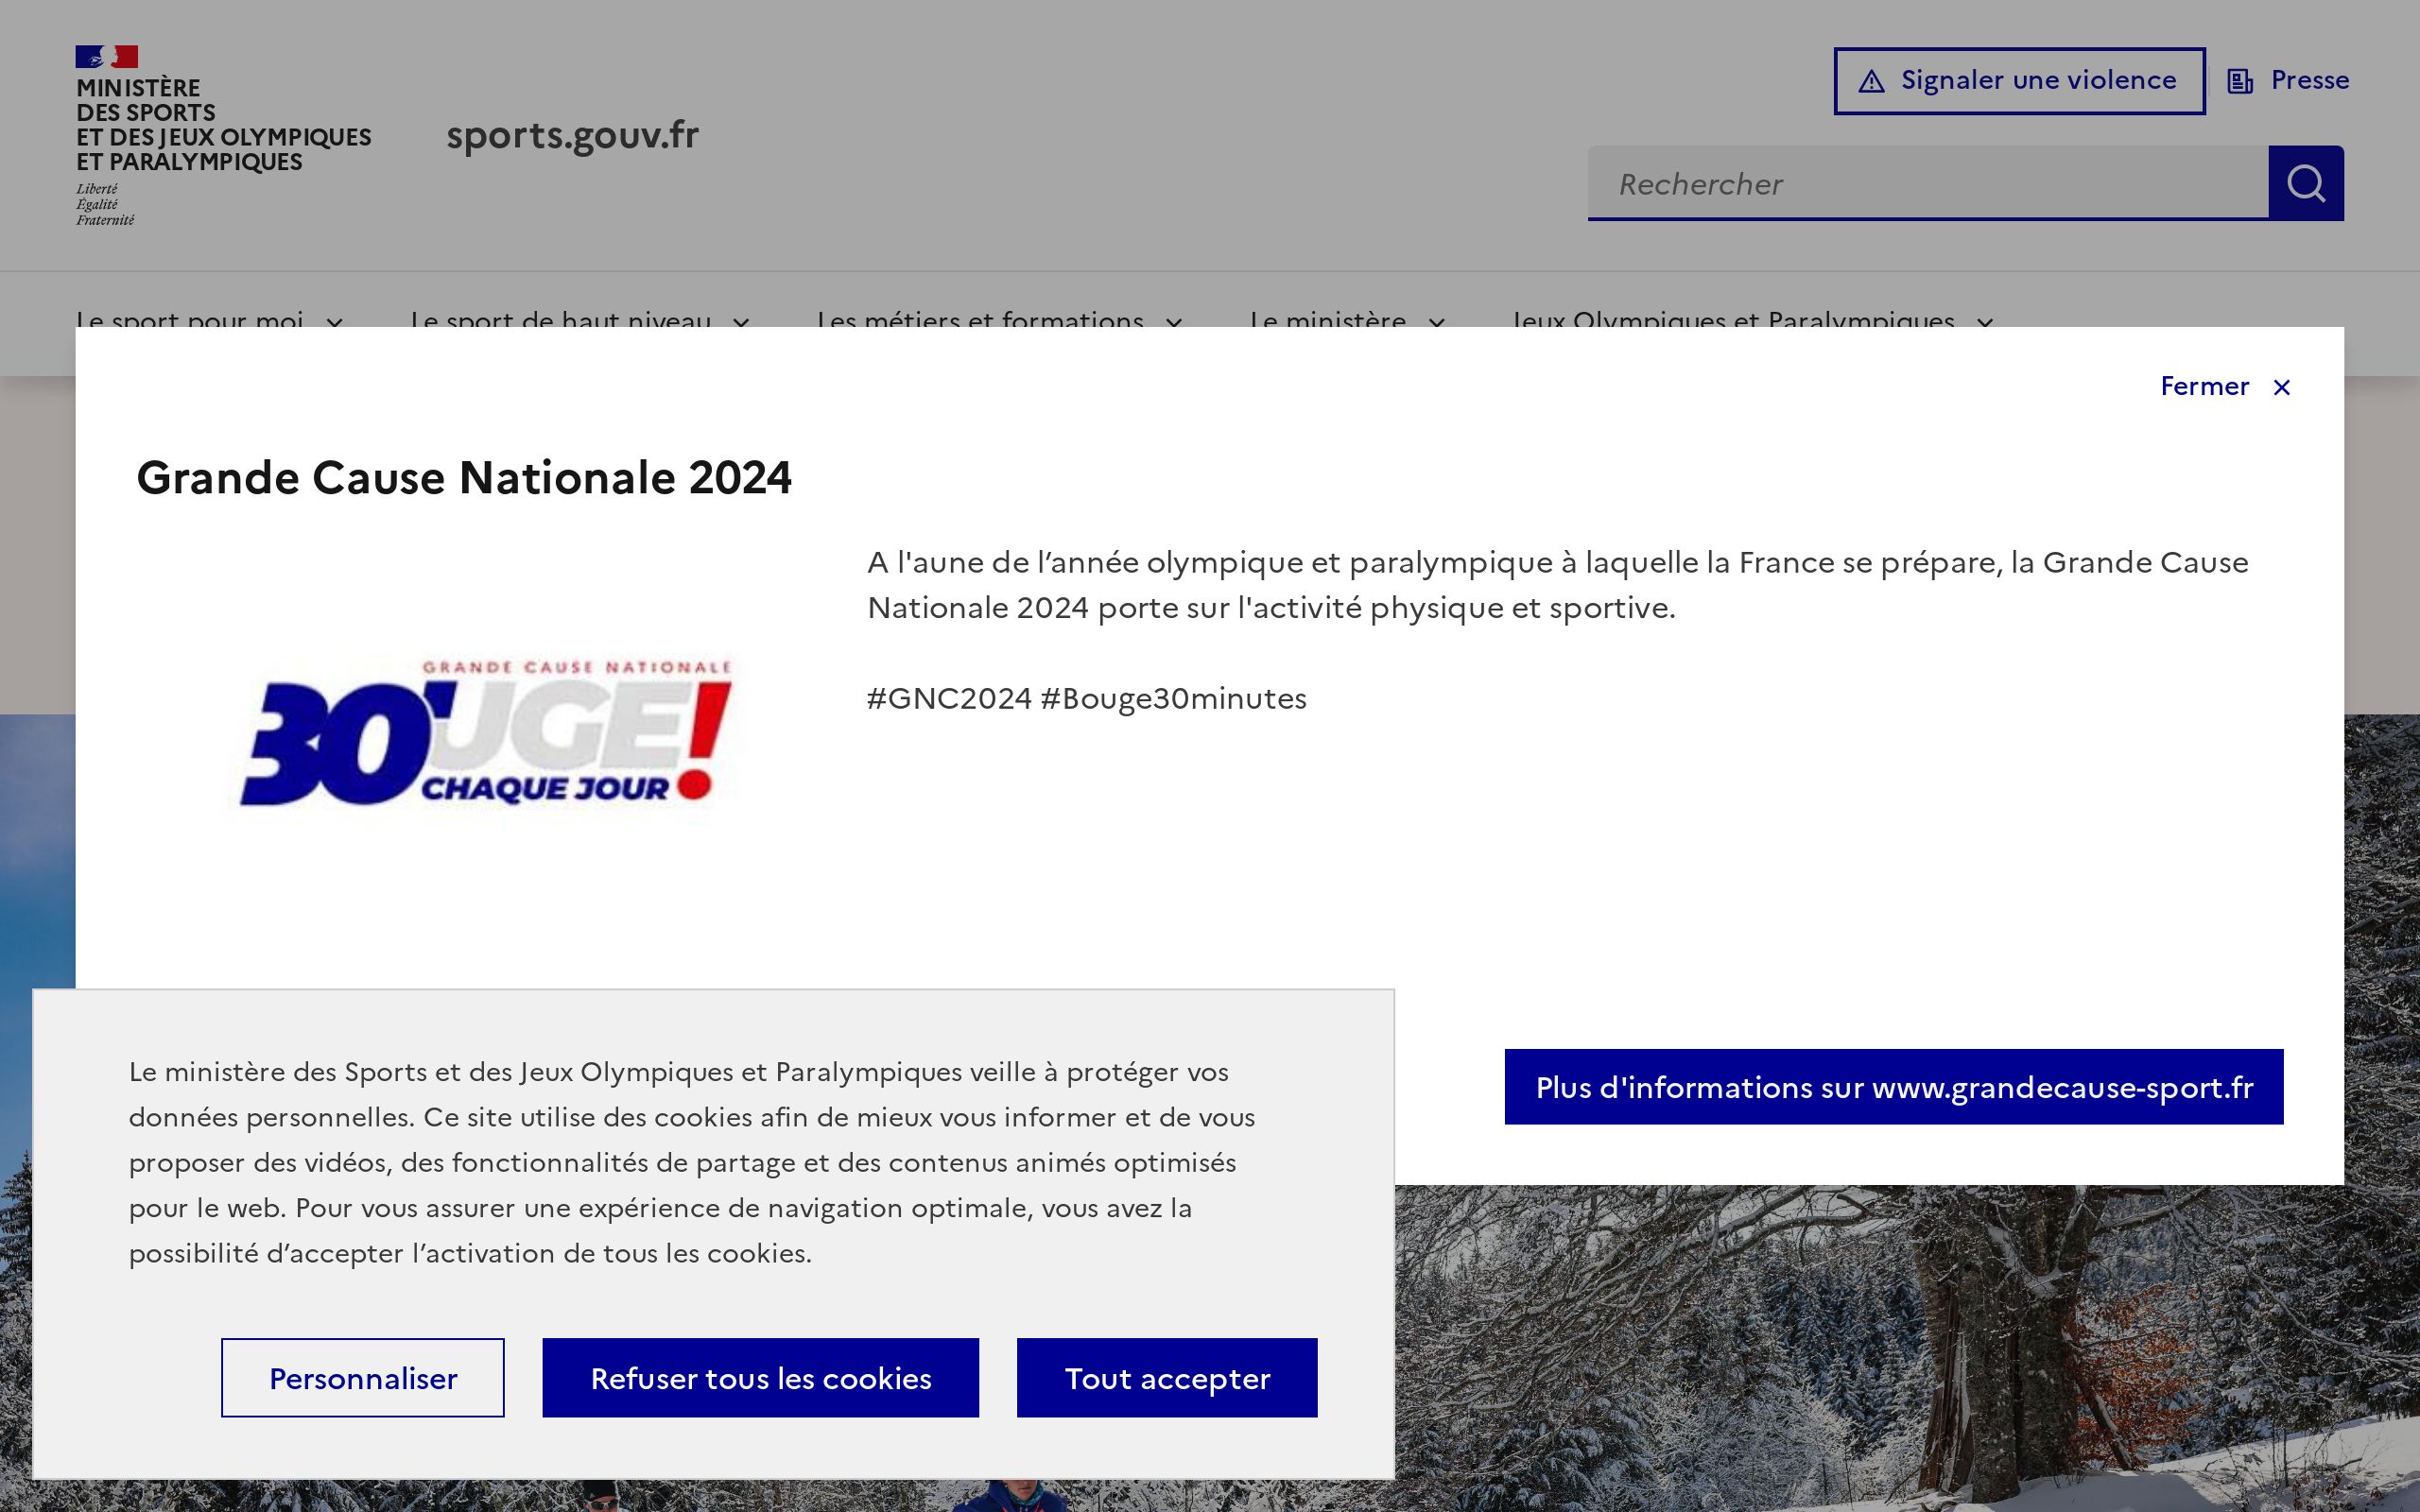 MINISTÈRE
DES SPORTS
ET DES JEUX OLYMPIQUES
ET PARALYMPIQUES
Liberté
Égalité
Fraternité
sports.gouv.fr
Signaler une violence
Presse
Rechercher
Le sport pour moi
Le sport de haut niveau
Les métiers et formations
Le ministère
Jeux Olympiques et Paralympiques
Fermer
Grande Cause Nationale 2024
A l'aune de l’année olympique et paralympique à laquelle la France se prépare, la Grande Cause
Nationale 2024 porte sur l'activité physique et sportive.
#GNC2024 #Bouge30minutes
GRANDE CAUSE NATIONALE
30'UGE!
CHAQUE JOUR
Plus d'informations sur www.grandecause-sport.fr
Le ministère des Sports et des Jeux Olympiques et Paralympiques veille à protéger vos
données personnelles. Ce site utilise des cookies afin de mieux vous informer et de vous
proposer des vidéos, des fonctionnalités de partage et des contenus animés optimisés
pour le web. Pour vous assurer une expérience de navigation optimale, vous avez la
possibilité d’accepter l’activation de tous les cookies.
Personnaliser
Refuser tous les cookies
Tout accepter